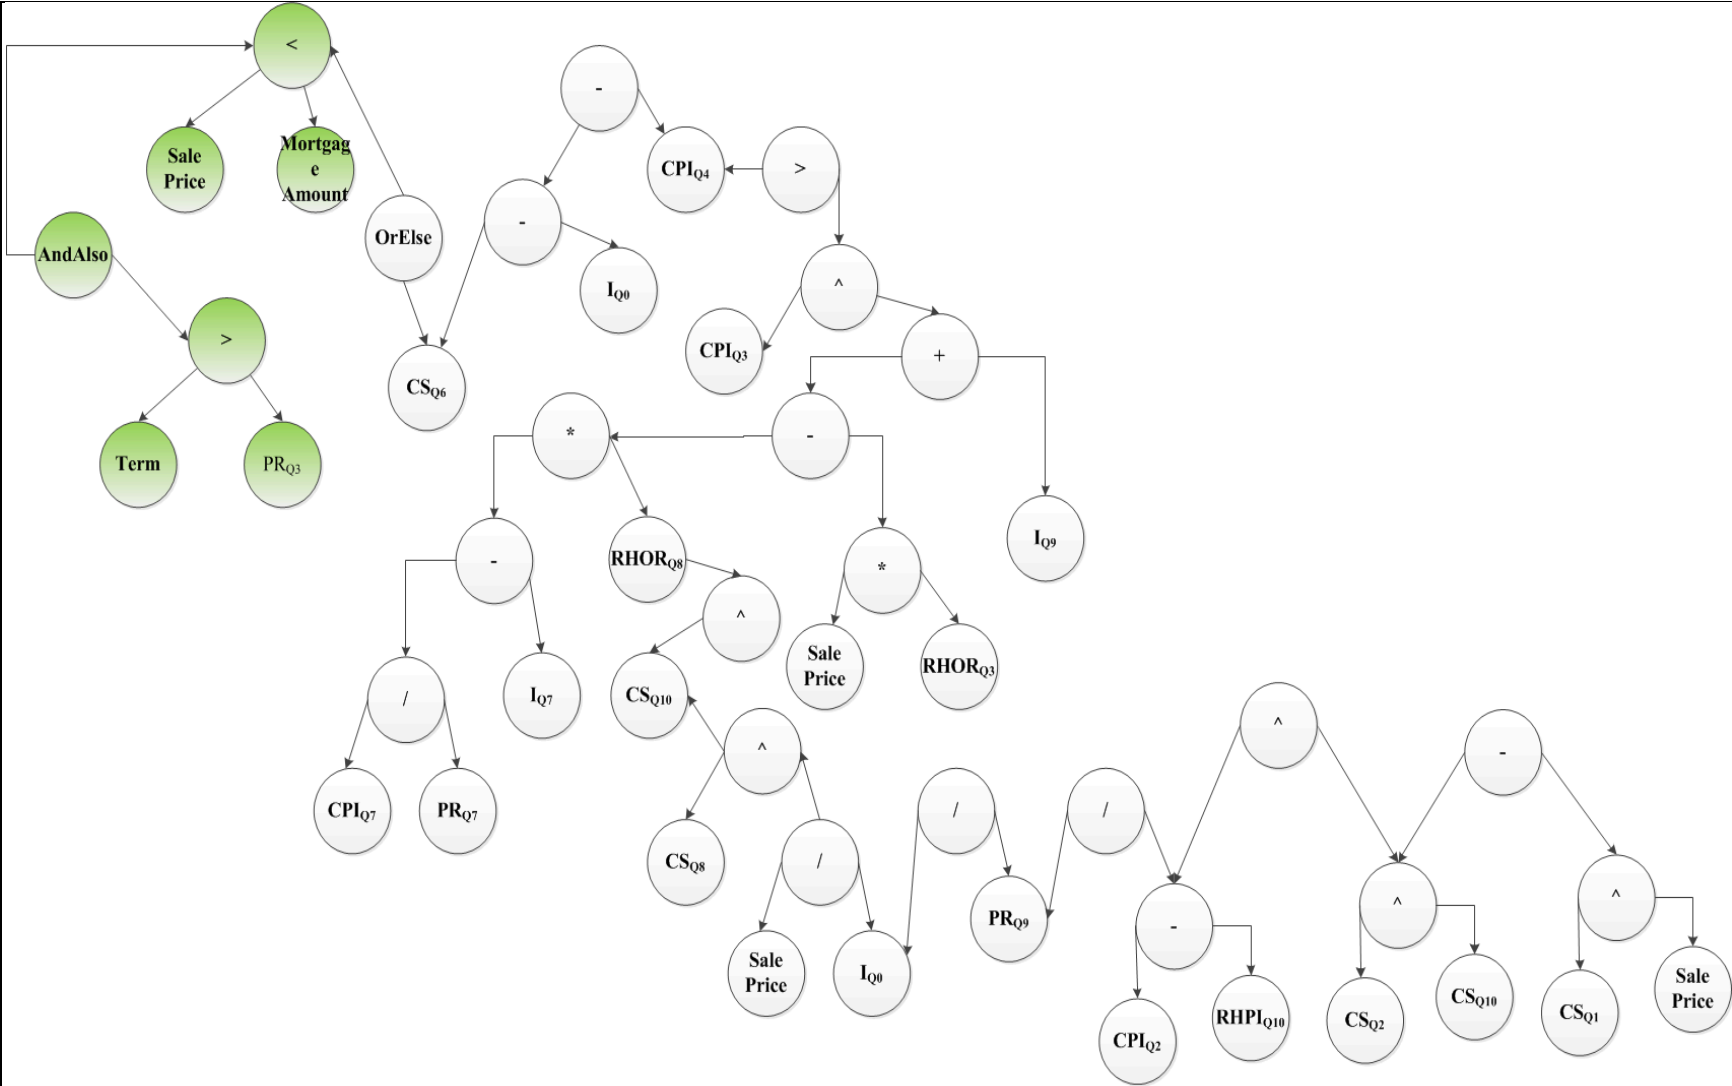 <
-
Sale
Price
Mortgag
e
Amount
CPIQ4
>
OrElse
-
AndAlso
IQ0
^
>
CPIQ3
+
CSQ6
*
-
Term
PRQ3
IQ9
-
RHORQ8
*
^
Sale
Price
RHORQ3
/
IQ7
CSQ10
^
^
-
CPIQ7
PRQ7
/
/
CSQ8
/
PRQ9
-
^
^
Sale
Price
IQ0
CPIQ2
RHPIQ10
CSQ2
CSQ10
CSQ1
Sale
Price